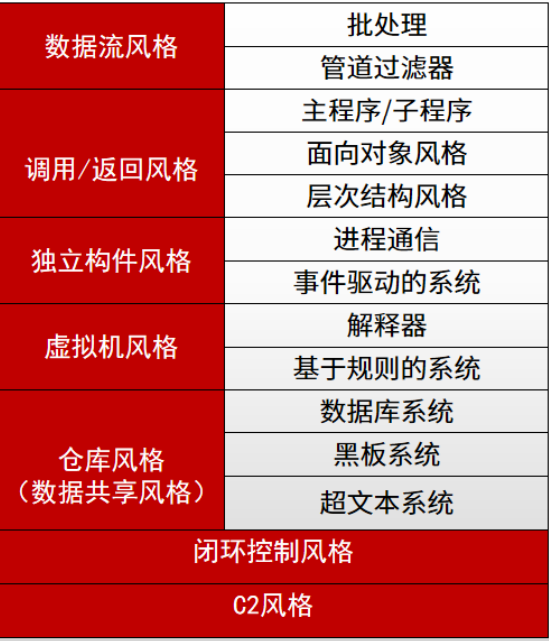 数据流风格
批处理
管道过滤器
调用/返回风格
主程序/子程序
面向对象风格
层次结构风格
独立构件风格
进程通信
事件驱动的系统
虚拟机风格
解释器
基于规则的系统
仓库风格
（数据共享风格）
数据库系统
黑板系统
超文本系统
闭环控制风格
C2风格